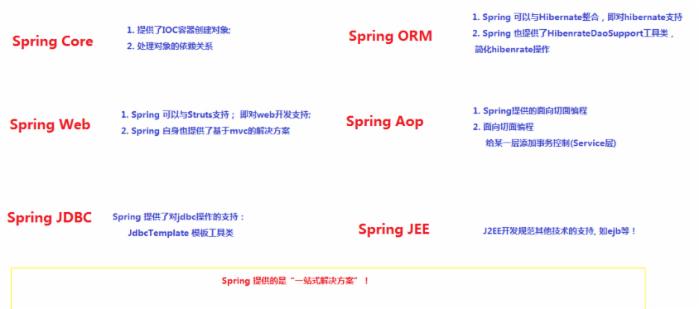 Spring Core
1. 提供了IOC容器创建对象;
2. 处理对象的依赖关系
Spring ORM
1. Spring 可以与Hibernate整合，即对hibernate支持
2. Spring 也提供了HibenrateDaoSupport工具类，
简化hibenrate操作
Spring Web
1. Spring 可以与Struts支持； 即对web开发支持;
2. Spring 自身也提供了基于mvc的解决方案
Spring Aop
1. Spring提供的面向切面编程
2. 面向切面编程
给某一层添加事务控制(Service层)
Spring JDBC
Spring 提供了对jdbc操作的支持：
JdbcTemplate 模板工具类
Spring JEE
J2EE开发规范其他技术的支持, 如ejb等！
Spring 提供的是“一站式解决方案” ！